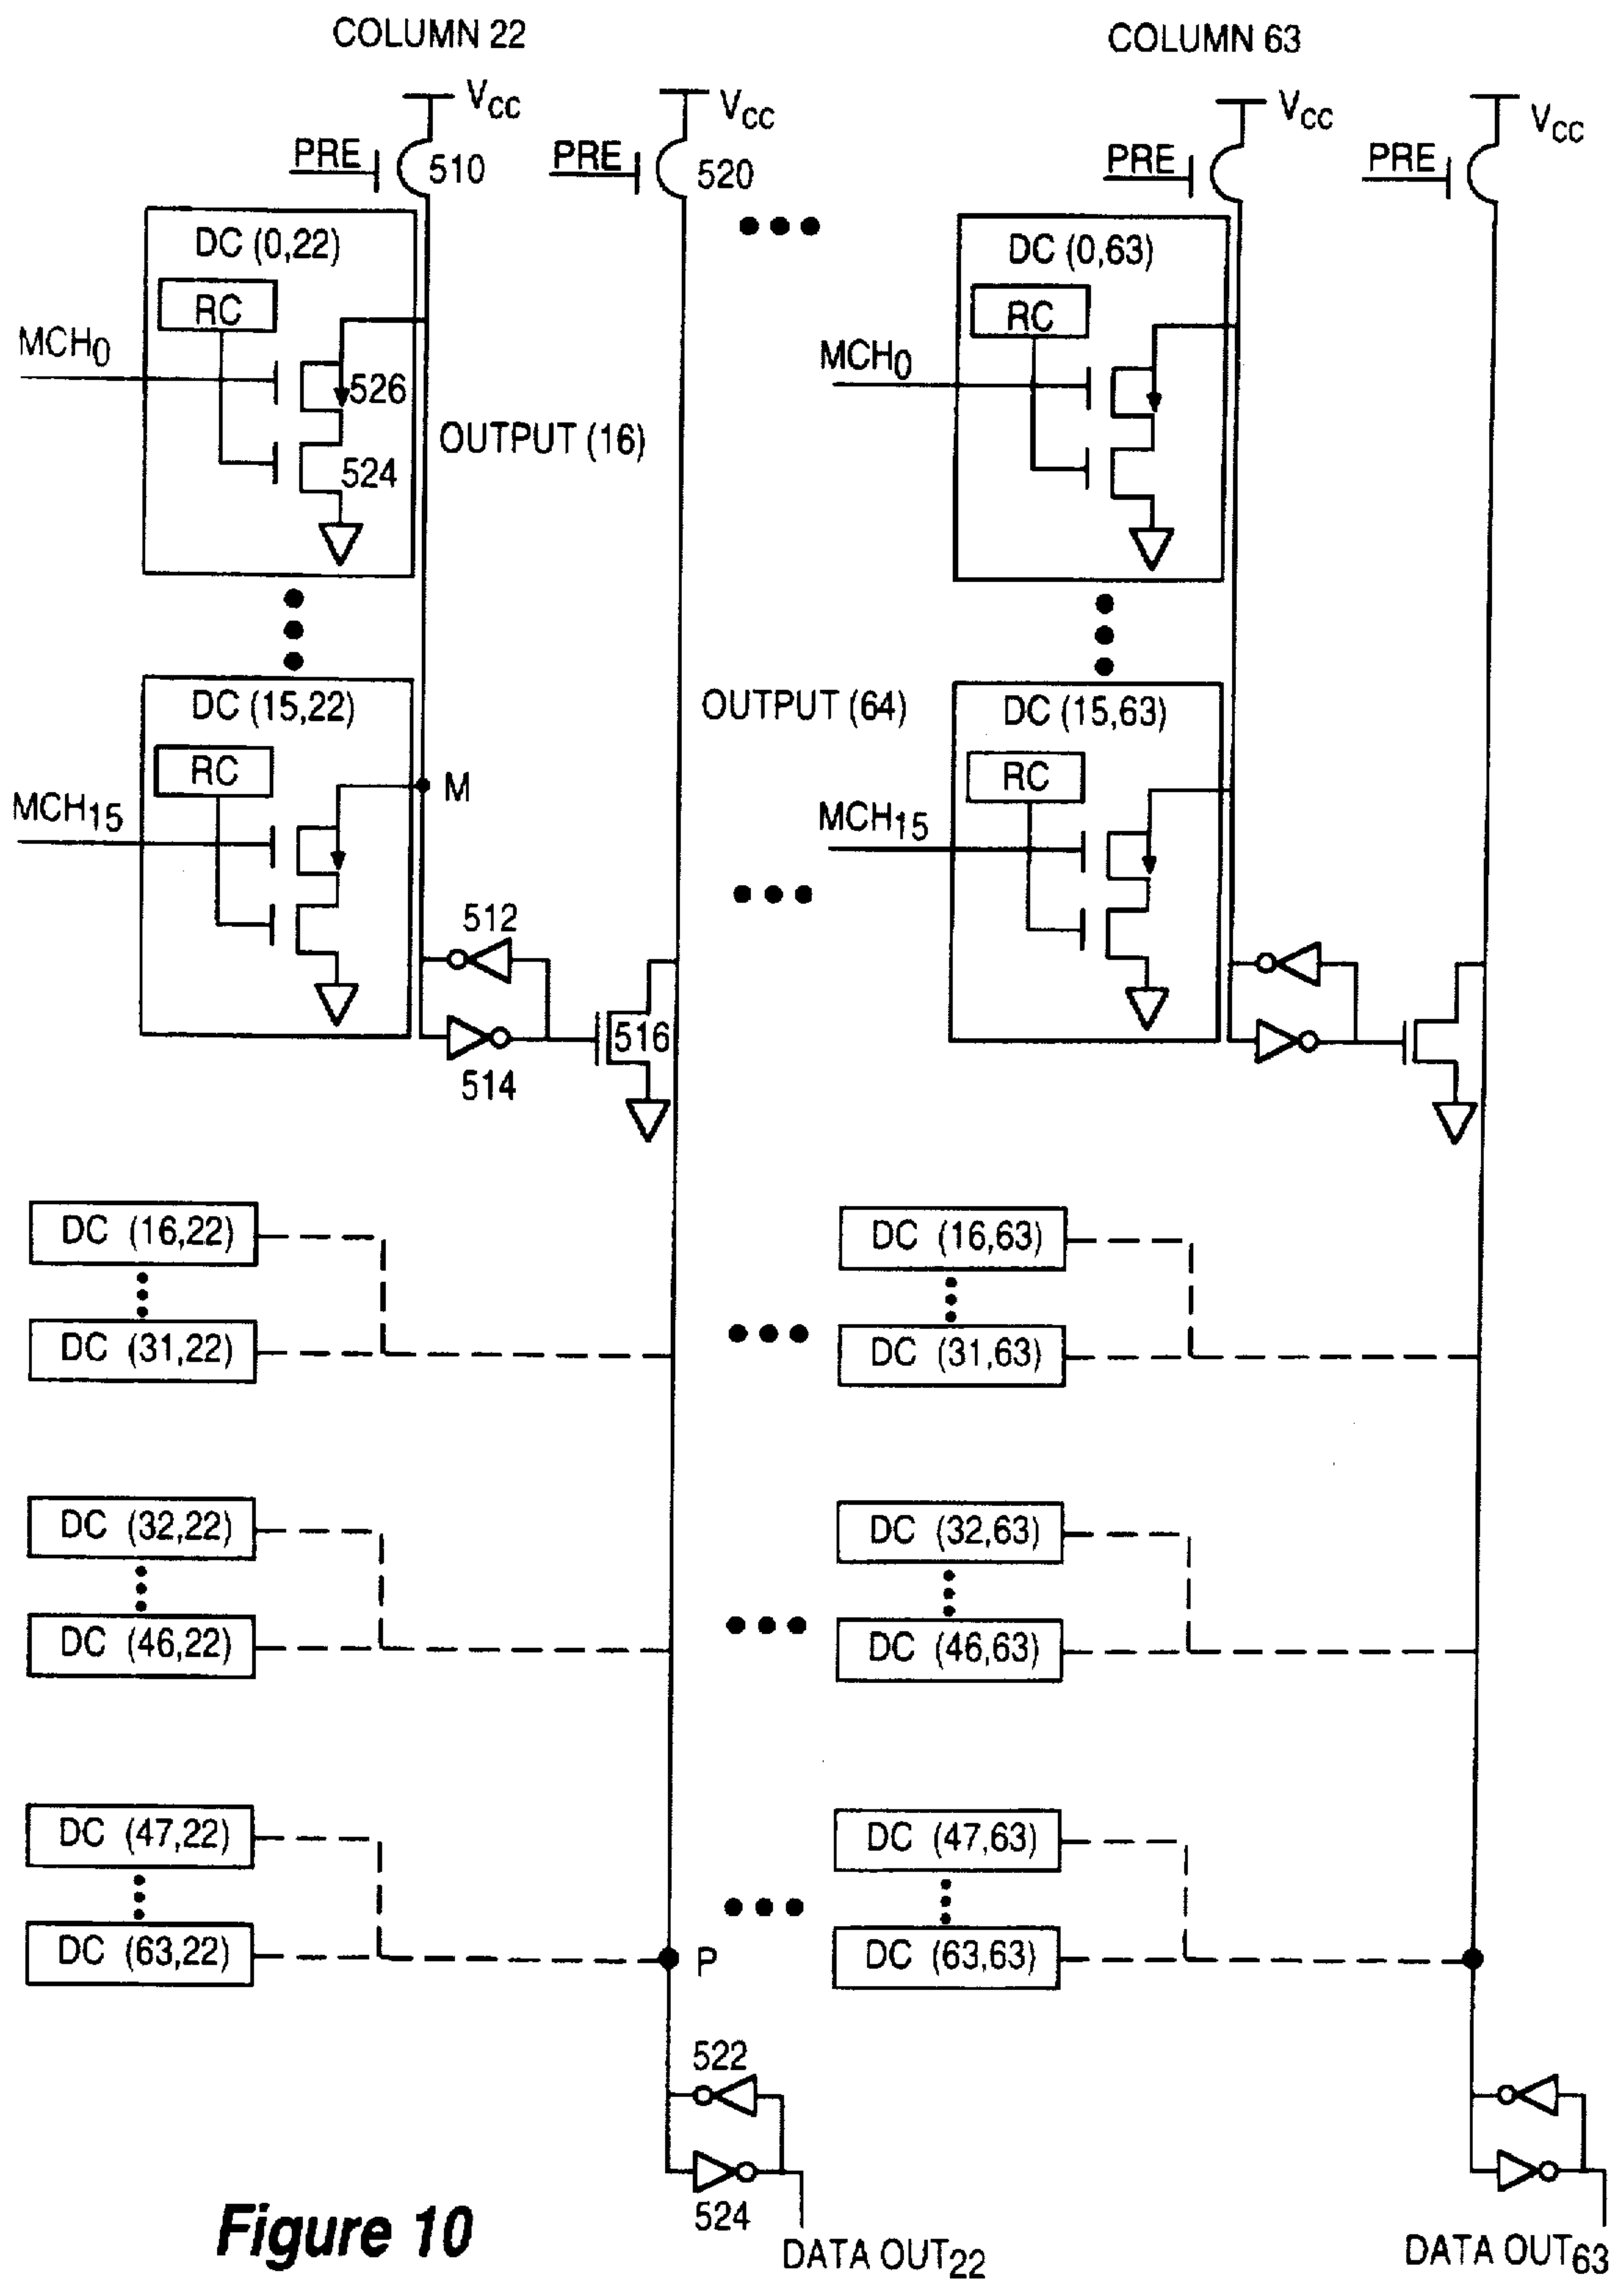 COLUMN 22
COLUMN 63
VCC
VCC
VCC
VCC
PRE
510
PRE
520
PRE
PRE
DC (0,22)
DC (0,63)
RC
RC
MCH0
MCH0
526
OUTPUT (16)
524
DC (15,22)
OUTPUT (64)
DC (15,63)
RC
M
RC
MCH15
MCH15
512
516
514
DC (16,22)
DC (16,63)
DC (31,22)
DC (31,63)
DC (32,22)
DC (32,63)
DC (46,22)
DC (46,63)
DC (47,22)
DC (47,63)
DC (63,22)
P
DC (63,63)
522
524
Figure 10
DATA OUT22
DATA OUT63